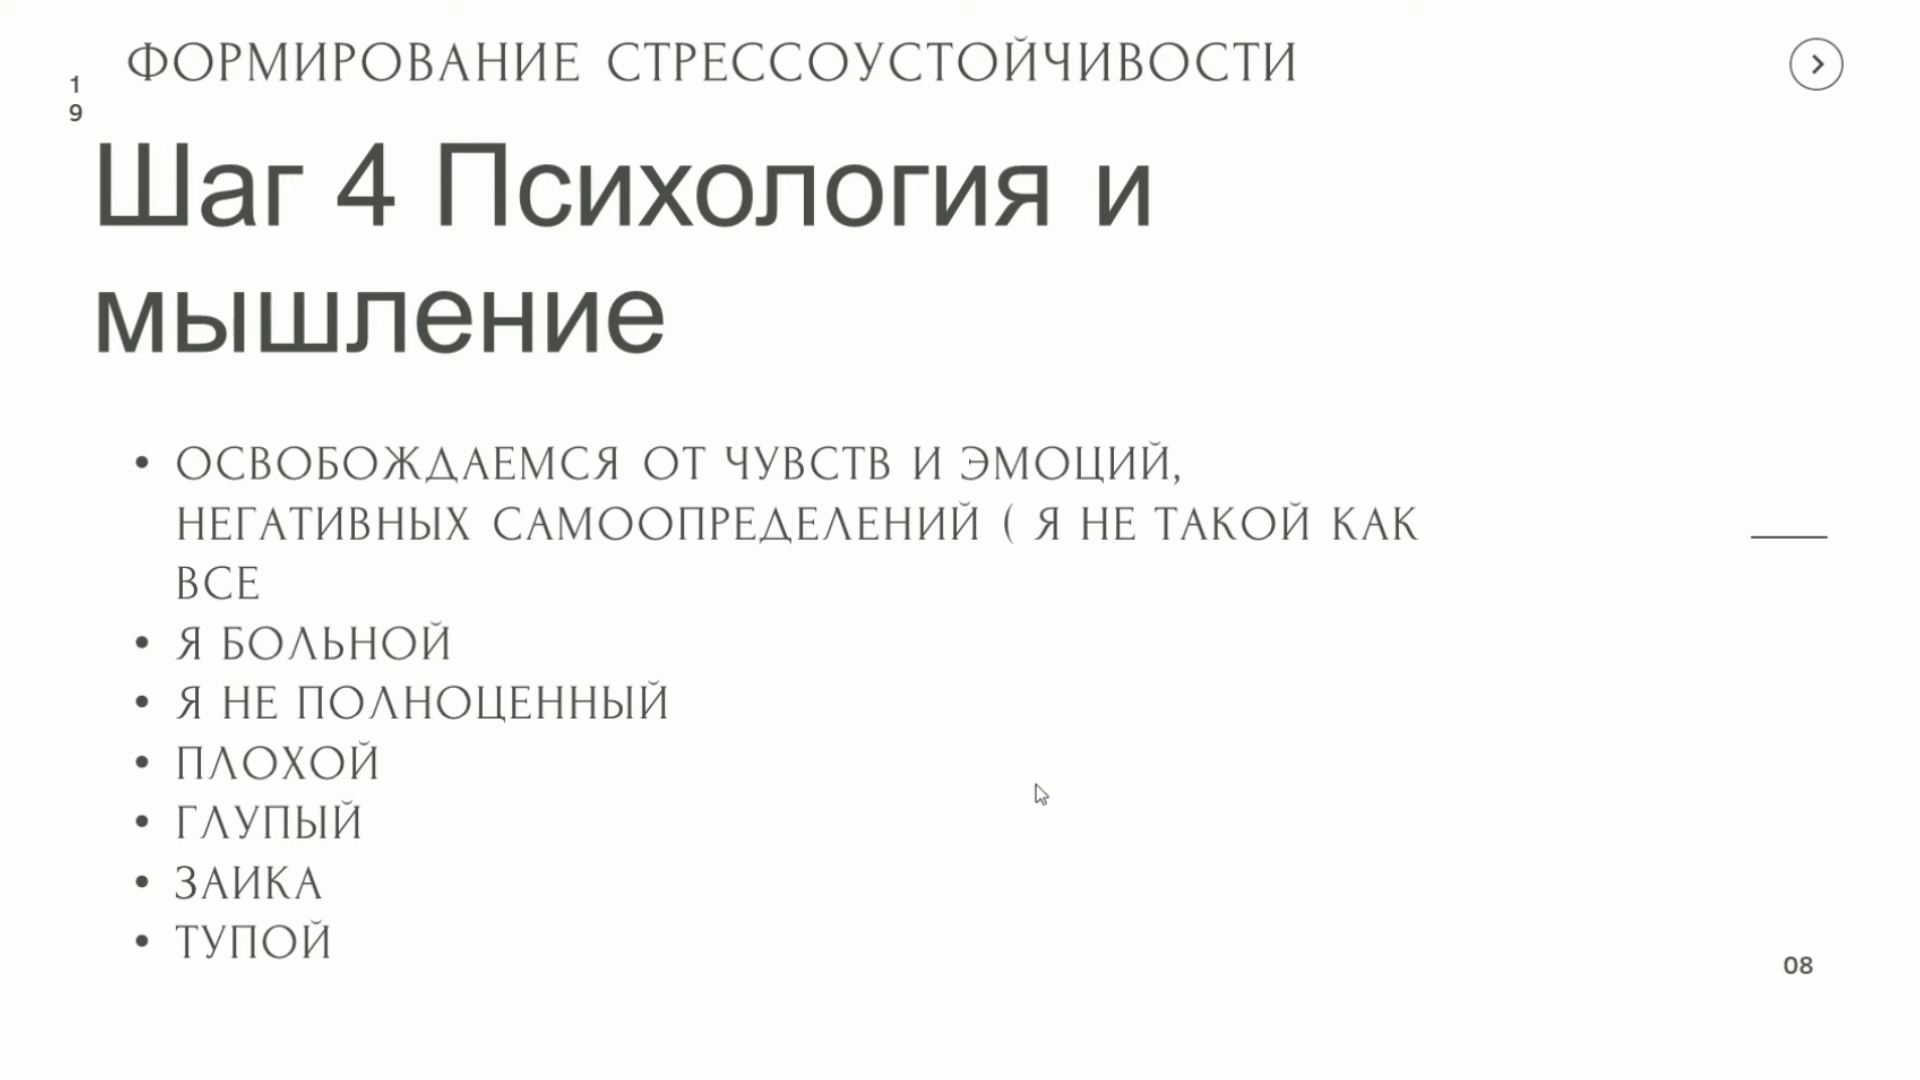 ФОРМИРОВАНИЕ СТРЕССОУСТОЙЧИВОСТИ
1
9
Шаг 4 Психология и
мышление
• ОСВОБОЖДАЕМСЯ ОТ ЧУВСТВ И ЭМОЦИЙ,
НЕГАТИВНЫХ САМООПРЕДЕЛЕНИЙ ( Я НЕ ТАКОЙ КАК
ВСЕ
• Я БОЛЬНОЙ
• Я НЕ ПОЛНОЦЕННЫЙ
• ПЛОХОЙ
• ГЛУПЫЙ
• ЗАИКА
• ТУПОЙ
08